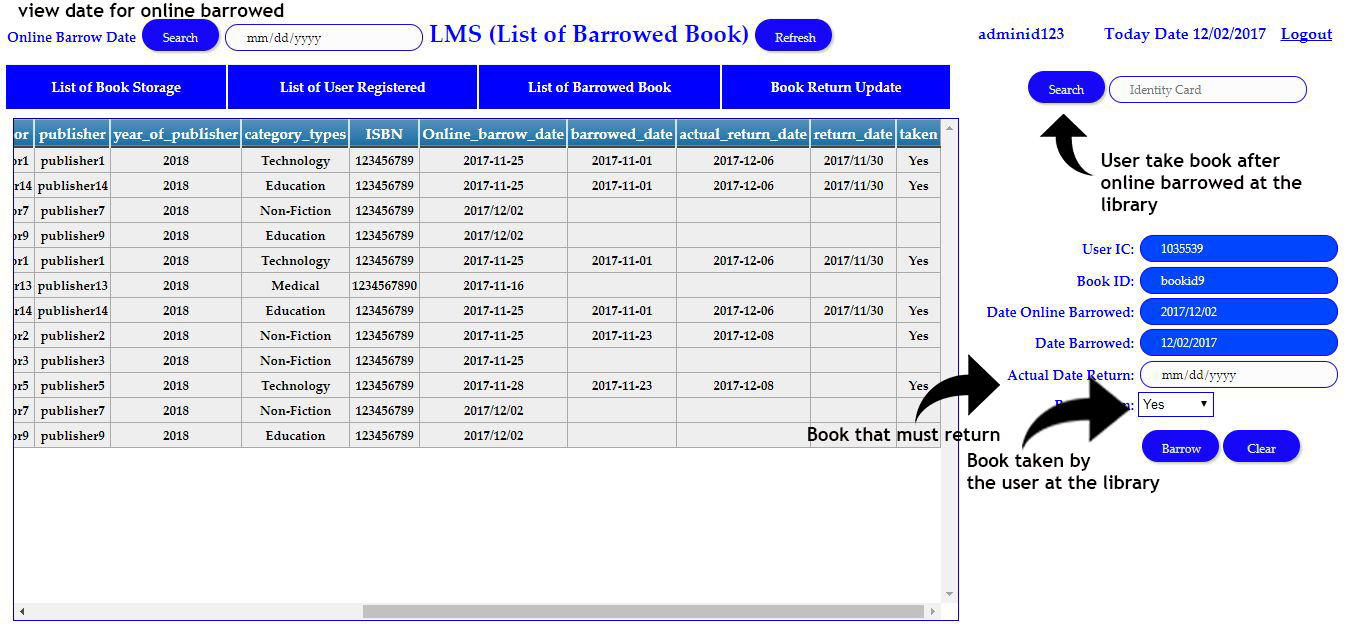 view date for online barrowed
Online Barrow Date Search mm/dd/yyyy LMS (List of Barrowed Book) Refresh adminid123 Today Date 12/02/2017 Logout
List of Book Storage List of User Registered List of Barrowed Book Book Return Update
Search Identity Card
or publisher year_of_publisher category_types ISBN Online_barrow_date barrowed_date actual_return_date return_date taken
or1 publisher1 2018 Technology 123456789 2017-11-25 2017-11-01 2017-12-06 2017/11/30 Yes
r14 publisher14 2018 Education 123456789 2017-11-25 2017-11-01 2017-12-06 2017/11/30 Yes
or7 publisher7 2018 Non-Fiction 123456789 2017/12/02
or9 publisher9 2018 Education 123456789 2017/12/02
or1 publisher1 2018 Technology 123456789 2017-11-25 2017-11-01 2017-12-06 2017/11/30 Yes
r13 publisher13 2018 Medical 1234567890 2017-11-16
r14 publisher14 2018 Education 123456789 2017-11-25 2017-11-01 2017-12-06 2017/11/30 Yes
or2 publisher2 2018 Non-Fiction 123456789 2017-11-25 2017-11-23 2017-12-08 Yes
or3 publisher3 2018 Non-Fiction 123456789 2017-11-25
or5 publisher5 2018 Technology 123456789 2017-11-28 2017-11-23 2017-12-08 Yes
or7 publisher7 2018 Non-Fiction 123456789 2017/12/02
or9 publisher9 2018 Education 123456789 2017/12/02
User take book after
online barrowed at the
library
User IC: 1035539
Book ID: bookid9
Date Online Barrowed: 2017/12/02
Date Barrowed: 12/02/2017
Actual Date Return: mm/dd/yyyy
Yes
Barrow Clear
Book that must return
Book taken by
the user at the library